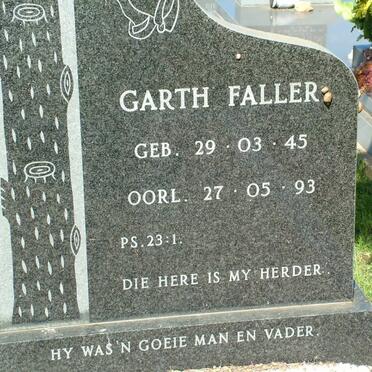 GARTH FALLER
GEB. 29·03·45
OORL. 27·05·93
PS. 23:1.
DIE HERE IS MY HERDER.
HY WAS 'N GOEIE MAN EN VADER.